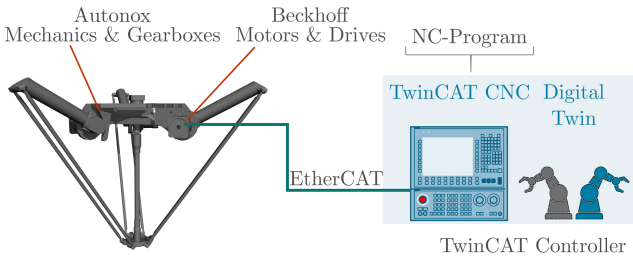 Autonox
Mechanics & Gearboxes
Beckhoff
Motors & Drives
NC-Program
TwinCAT CNC
Digital
Twin
EtherCAT
TwinCAT Controller